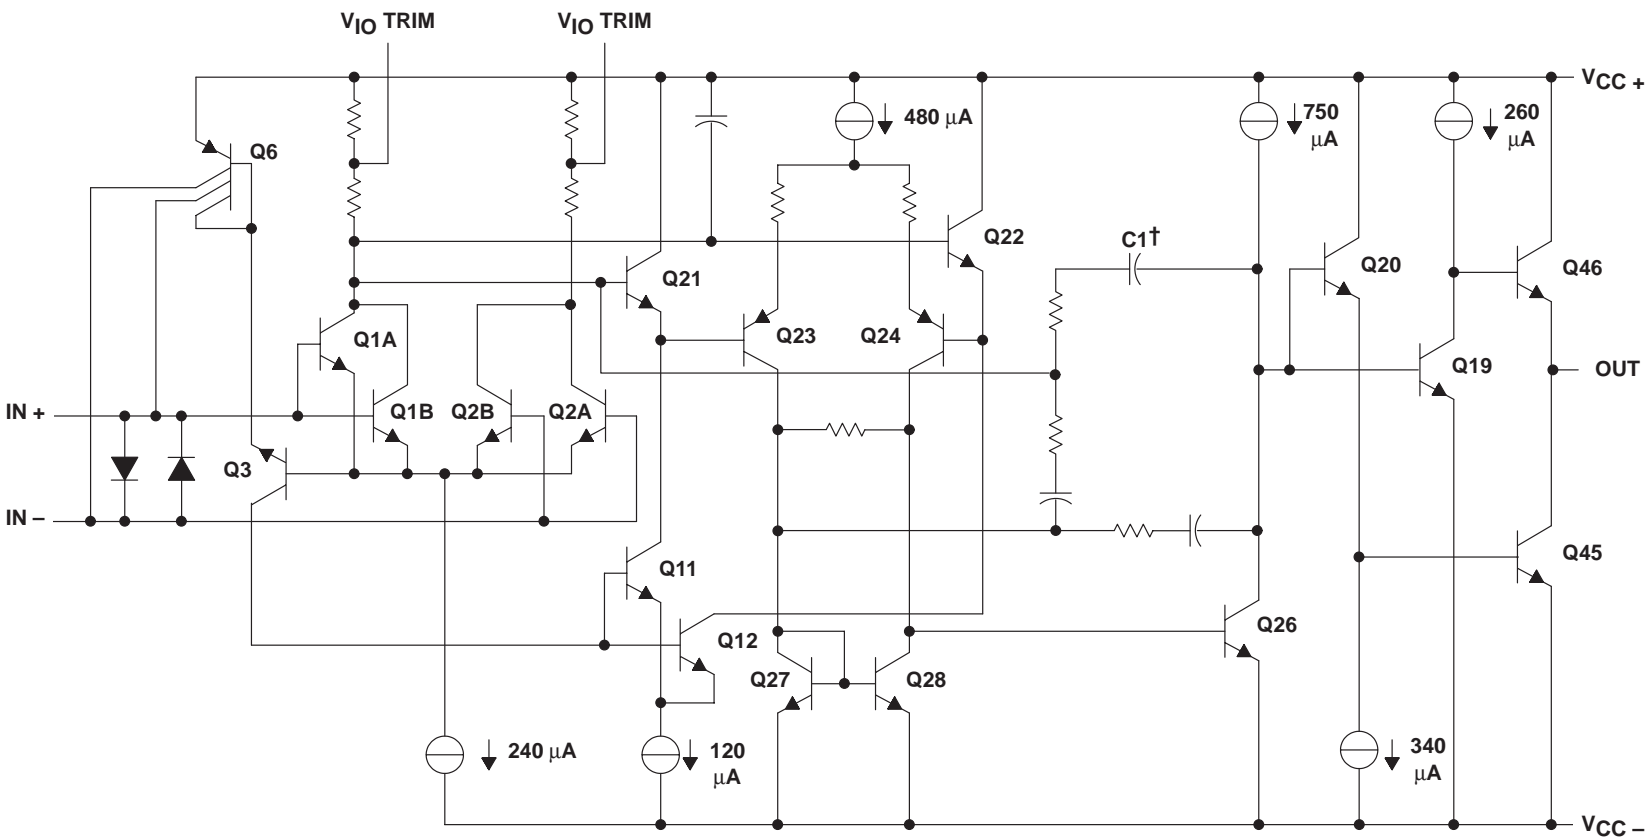 VIO TRIM
VIO TRIM
VCC +
480 μA
750
μA
260
μA
Q6
Q22
C1†
Q21
Q20
Q46
Q1A
Q23
Q24
Q19
OUT
IN +
Q1B
Q2B
Q2A
Q3
IN –
Q11
Q45
Q12
Q26
Q27
Q28
240 μA
120
μA
340
μA
VCC –